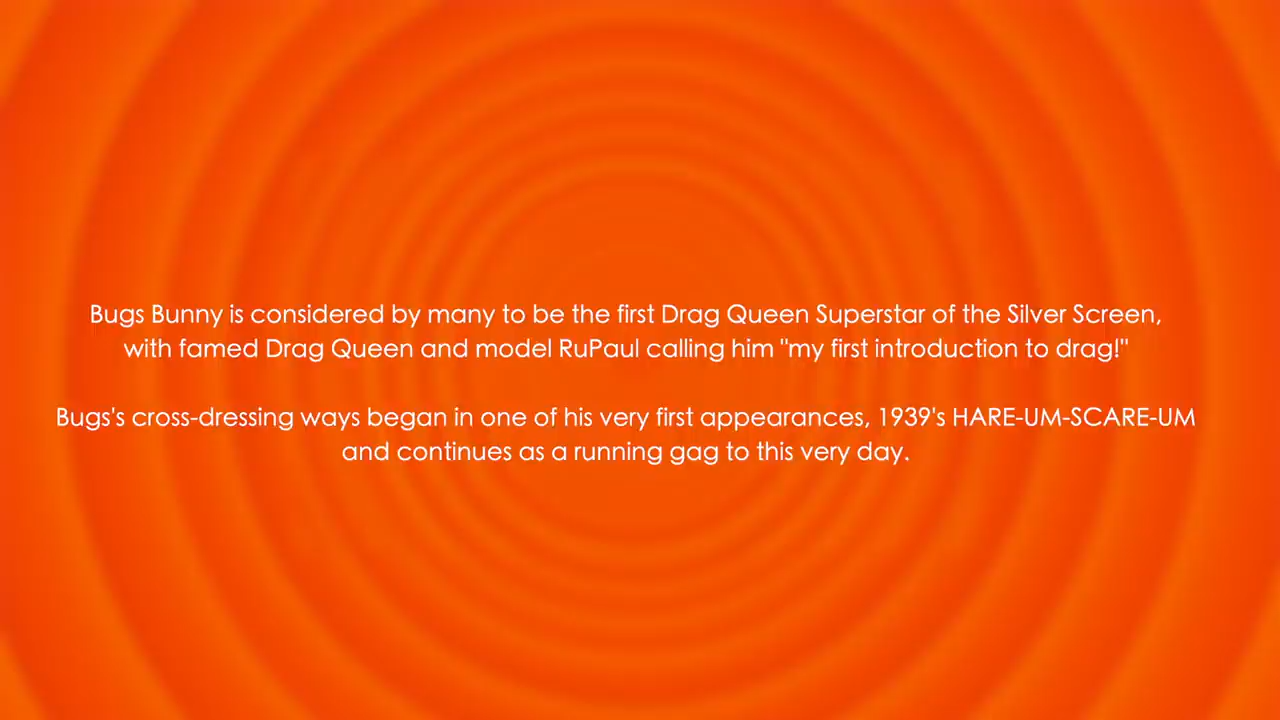 Bugs Bunny is considered by many to be the first Drag Queen Superstar of the Silver Screen,
with famed Drag Queen and model RuPaul calling him "my first introduction to drag!"
Bugs's cross-dressing ways began in one of his very first appearances, 1939's HARE-UM-SCARE-UM
and continues as a running gag to this very day.